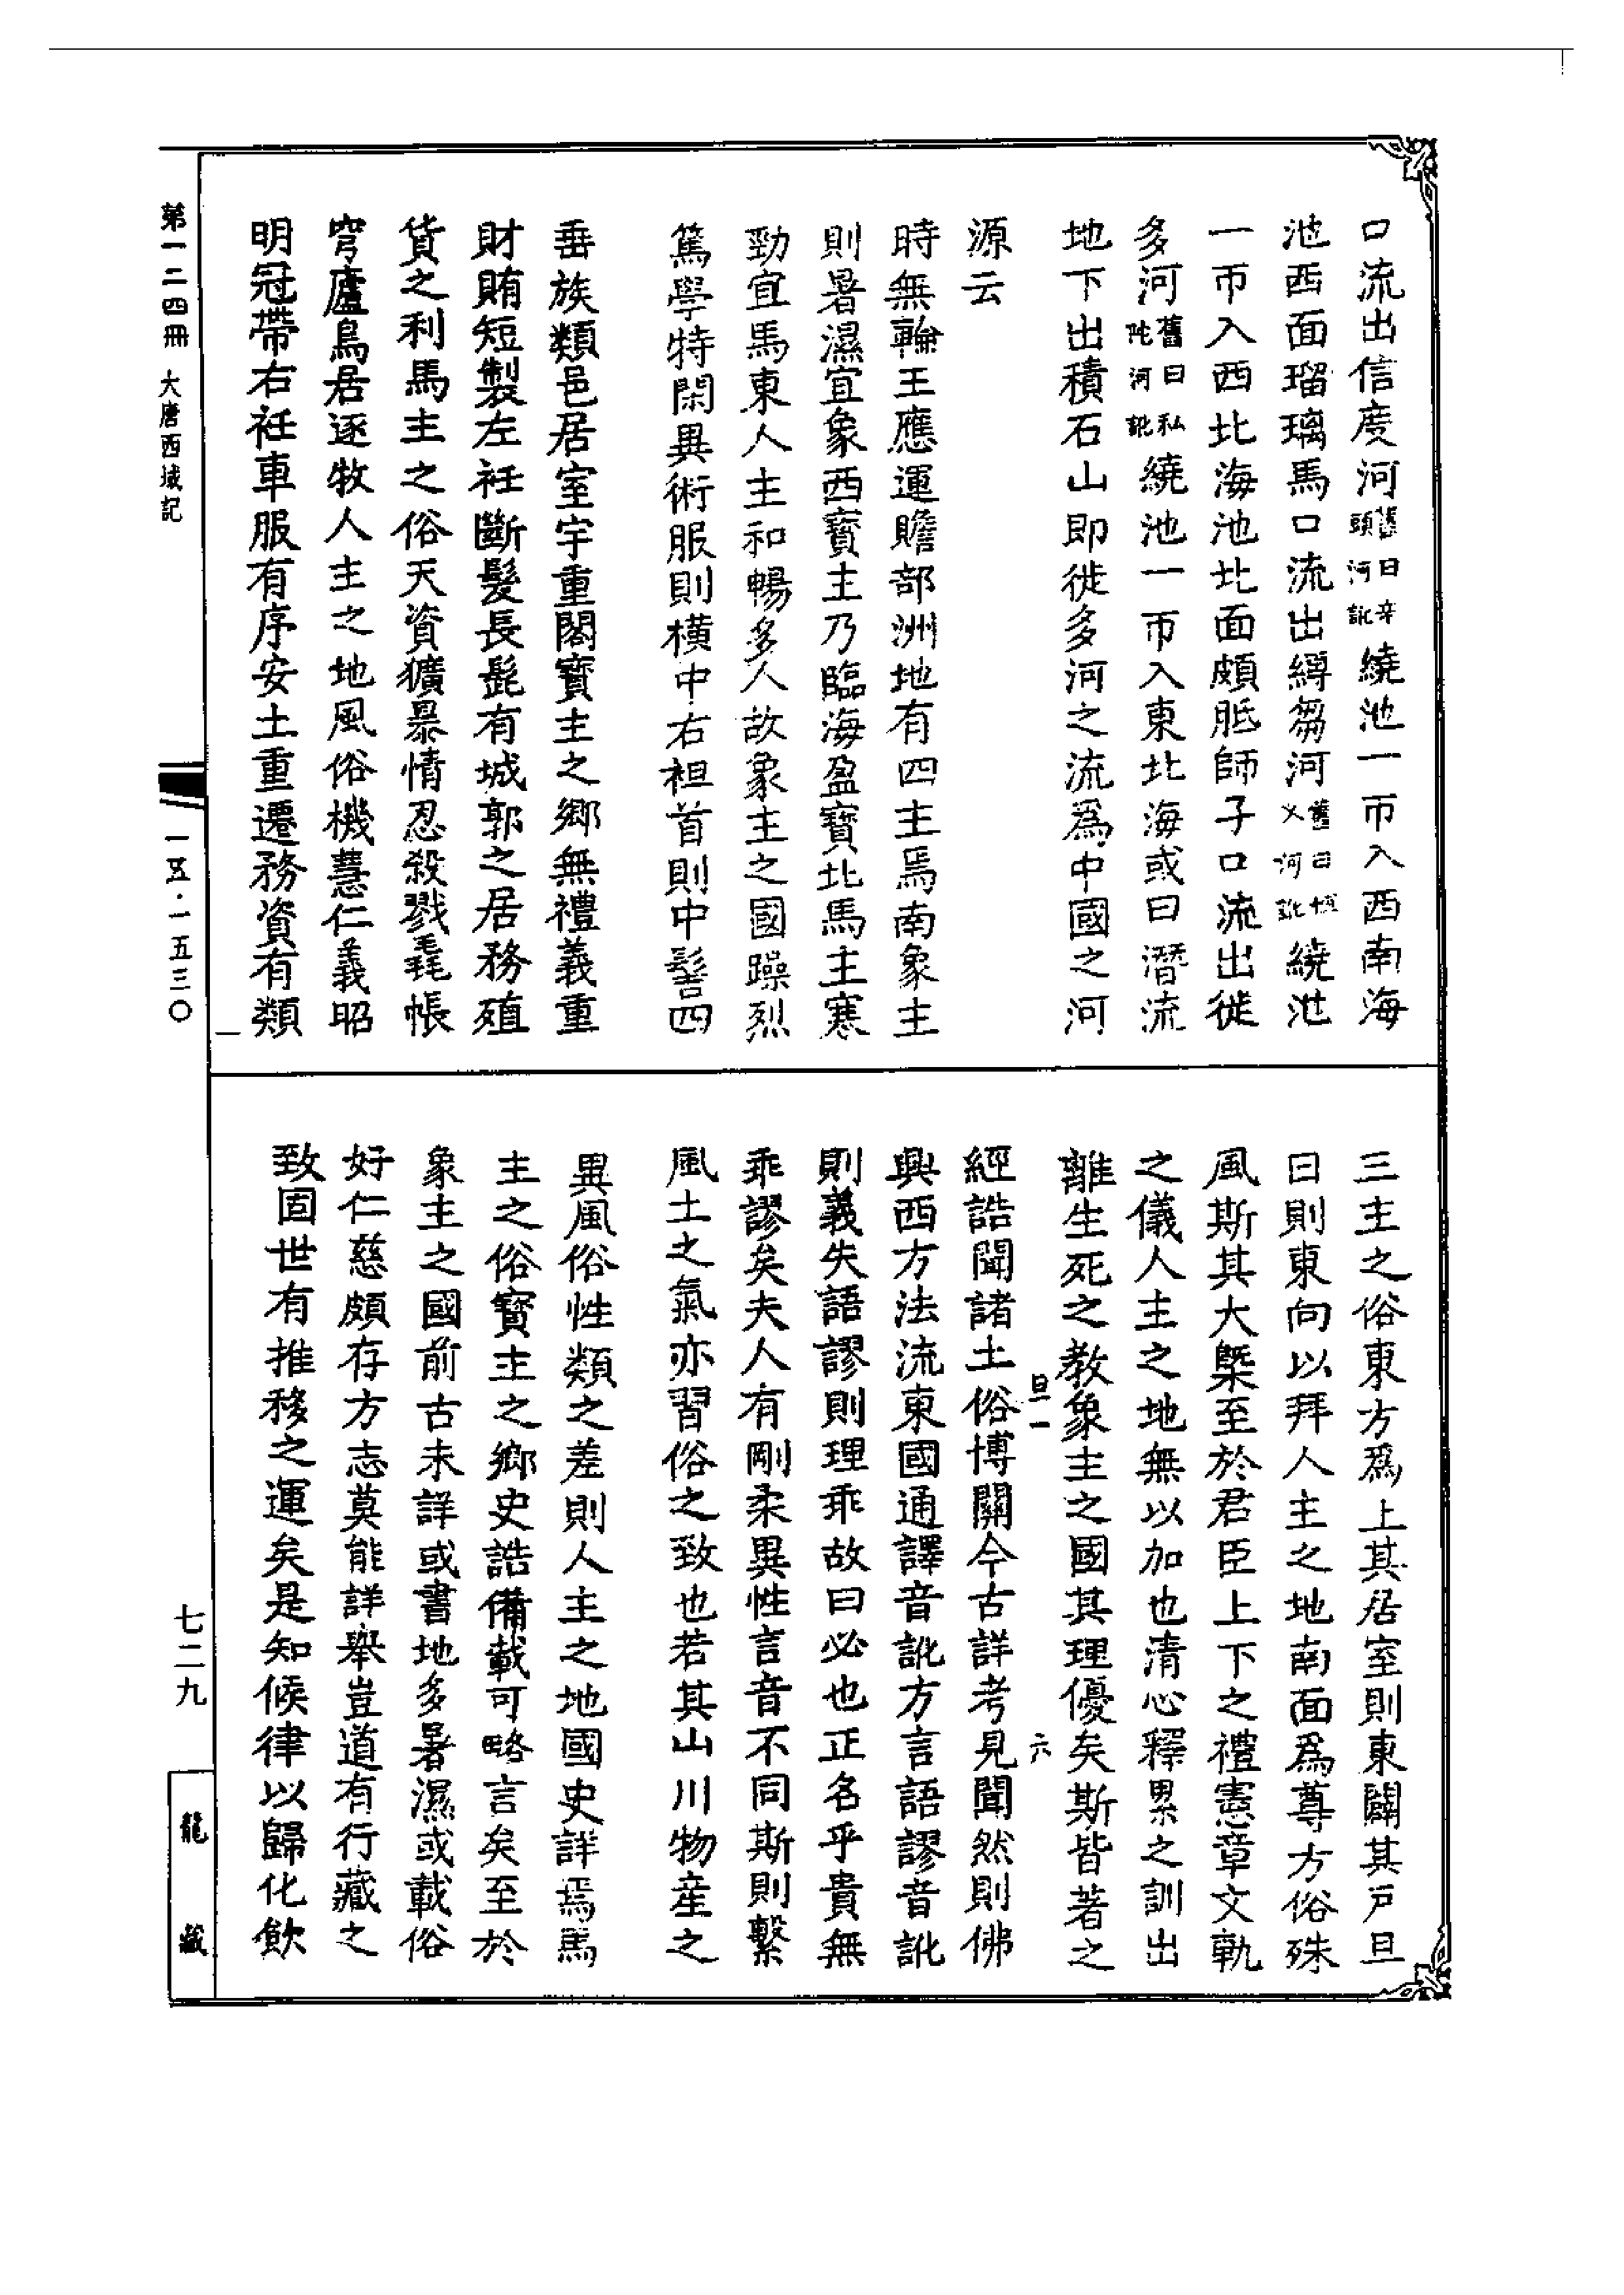 口流出信度河舊曰辛頭河訛繞池一帀入西南海
池西面瑠璃馬口流出縛芻河舊曰博叉河訛繞池
一帀入西北海池北面頗胝師子口流出徙
多河舊曰私陀河訛繞池一帀入東北海或曰潛流
地下出積石山即徙多河之流爲中國之河
源云
時無輪王應運贍部洲地有四主焉南象主
則暑濕宜象西寶主乃臨海盈寶北馬主寒
勁宜馬東人主和暢多人故象主之國躁烈
篤學特閑異術服則橫巾右袒首則中髻四
垂族類邑居室宇重閣寶主之鄉無禮義重
財賄短製左衽斷髮長髭有城郭之居務殖
貨之利馬主之俗天資獷暴情忍殺戮毳帳
穹廬鳥居逐牧人主之地風俗機慧仁義昭
明冠帶右衽車服有序安土重遷務資有類
一
三主之俗東方爲上其居室則東闢其戶旦
日則東向以拜人主之地南面爲尊方俗殊
風斯其大槩至於君臣上下之禮憲章文軌
之儀人主之地無以加也清心釋累之訓出
離生死之教象主之國其理優矣斯皆著之
旦一
六
經誥聞諸土俗博關今古詳考見聞然則佛
興西方法流東國通譯音訛方言語謬音訛
則義失語謬則理乖故曰必也正名乎貴無
乖謬矣夫人有剛柔異性言音不同斯則繫
風土之氣亦習俗之致也若其山川物產之
異風俗性類之差則人主之地國史詳焉馬
主之俗寶主之鄉史誥備載可略言矣至於
象主之國前古未詳或書地多暑濕或載俗
好仁慈頗存方志莫能詳舉豈道有行藏之
致固世有推移之運矣是知候律以歸化飲
第一二四冊 大唐西域記
一五·一五三〇
七二九
龍藏